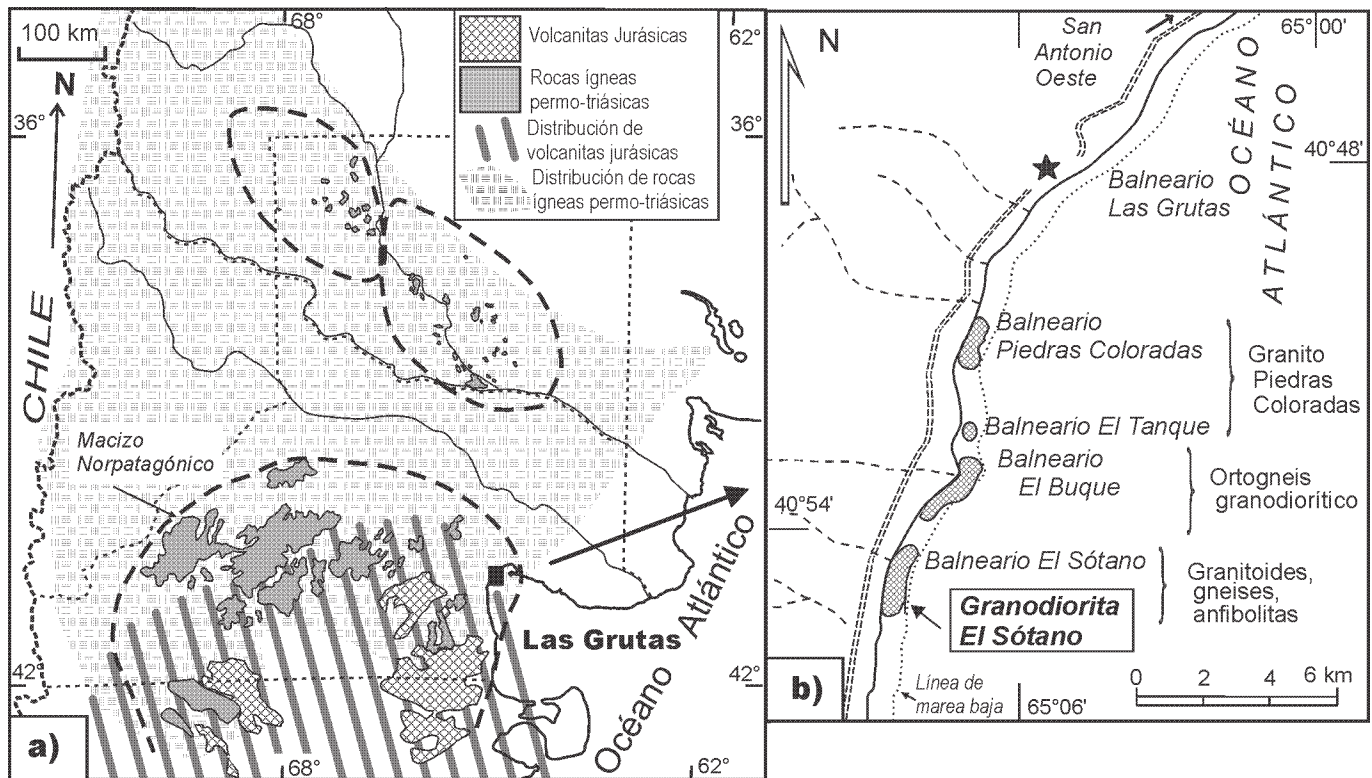 100 km
N
68°
62°
36°
36°
Volcanitas Jurásicas
Rocas ígneas
permo-triásicas
Distribución de
volcanitas jurásicas
Distribución de rocas
ígneas permo-triásicas
CHILE
Macizo
Norpatagónico
Las Grutas
Océano Atlántico
42°
42°
a)
68°
62°
N
San
Antonio
Oeste
65°00'
OCÉANO
ATLÁNTICO
40°48'
Balneario
Las Grutas
Balneario
Piedras Coloradas
Granito
Piedras
Coloradas
Balneario El Tanque
Balneario
El Buque
Ortogneis
granodiorítico
40°54'
Balneario El Sótano
Granitoides,
gneises,
anfibolitas
Granodiorita
El Sótano
0 2 4 6 km
Línea de
marea baja
65°06'
b)